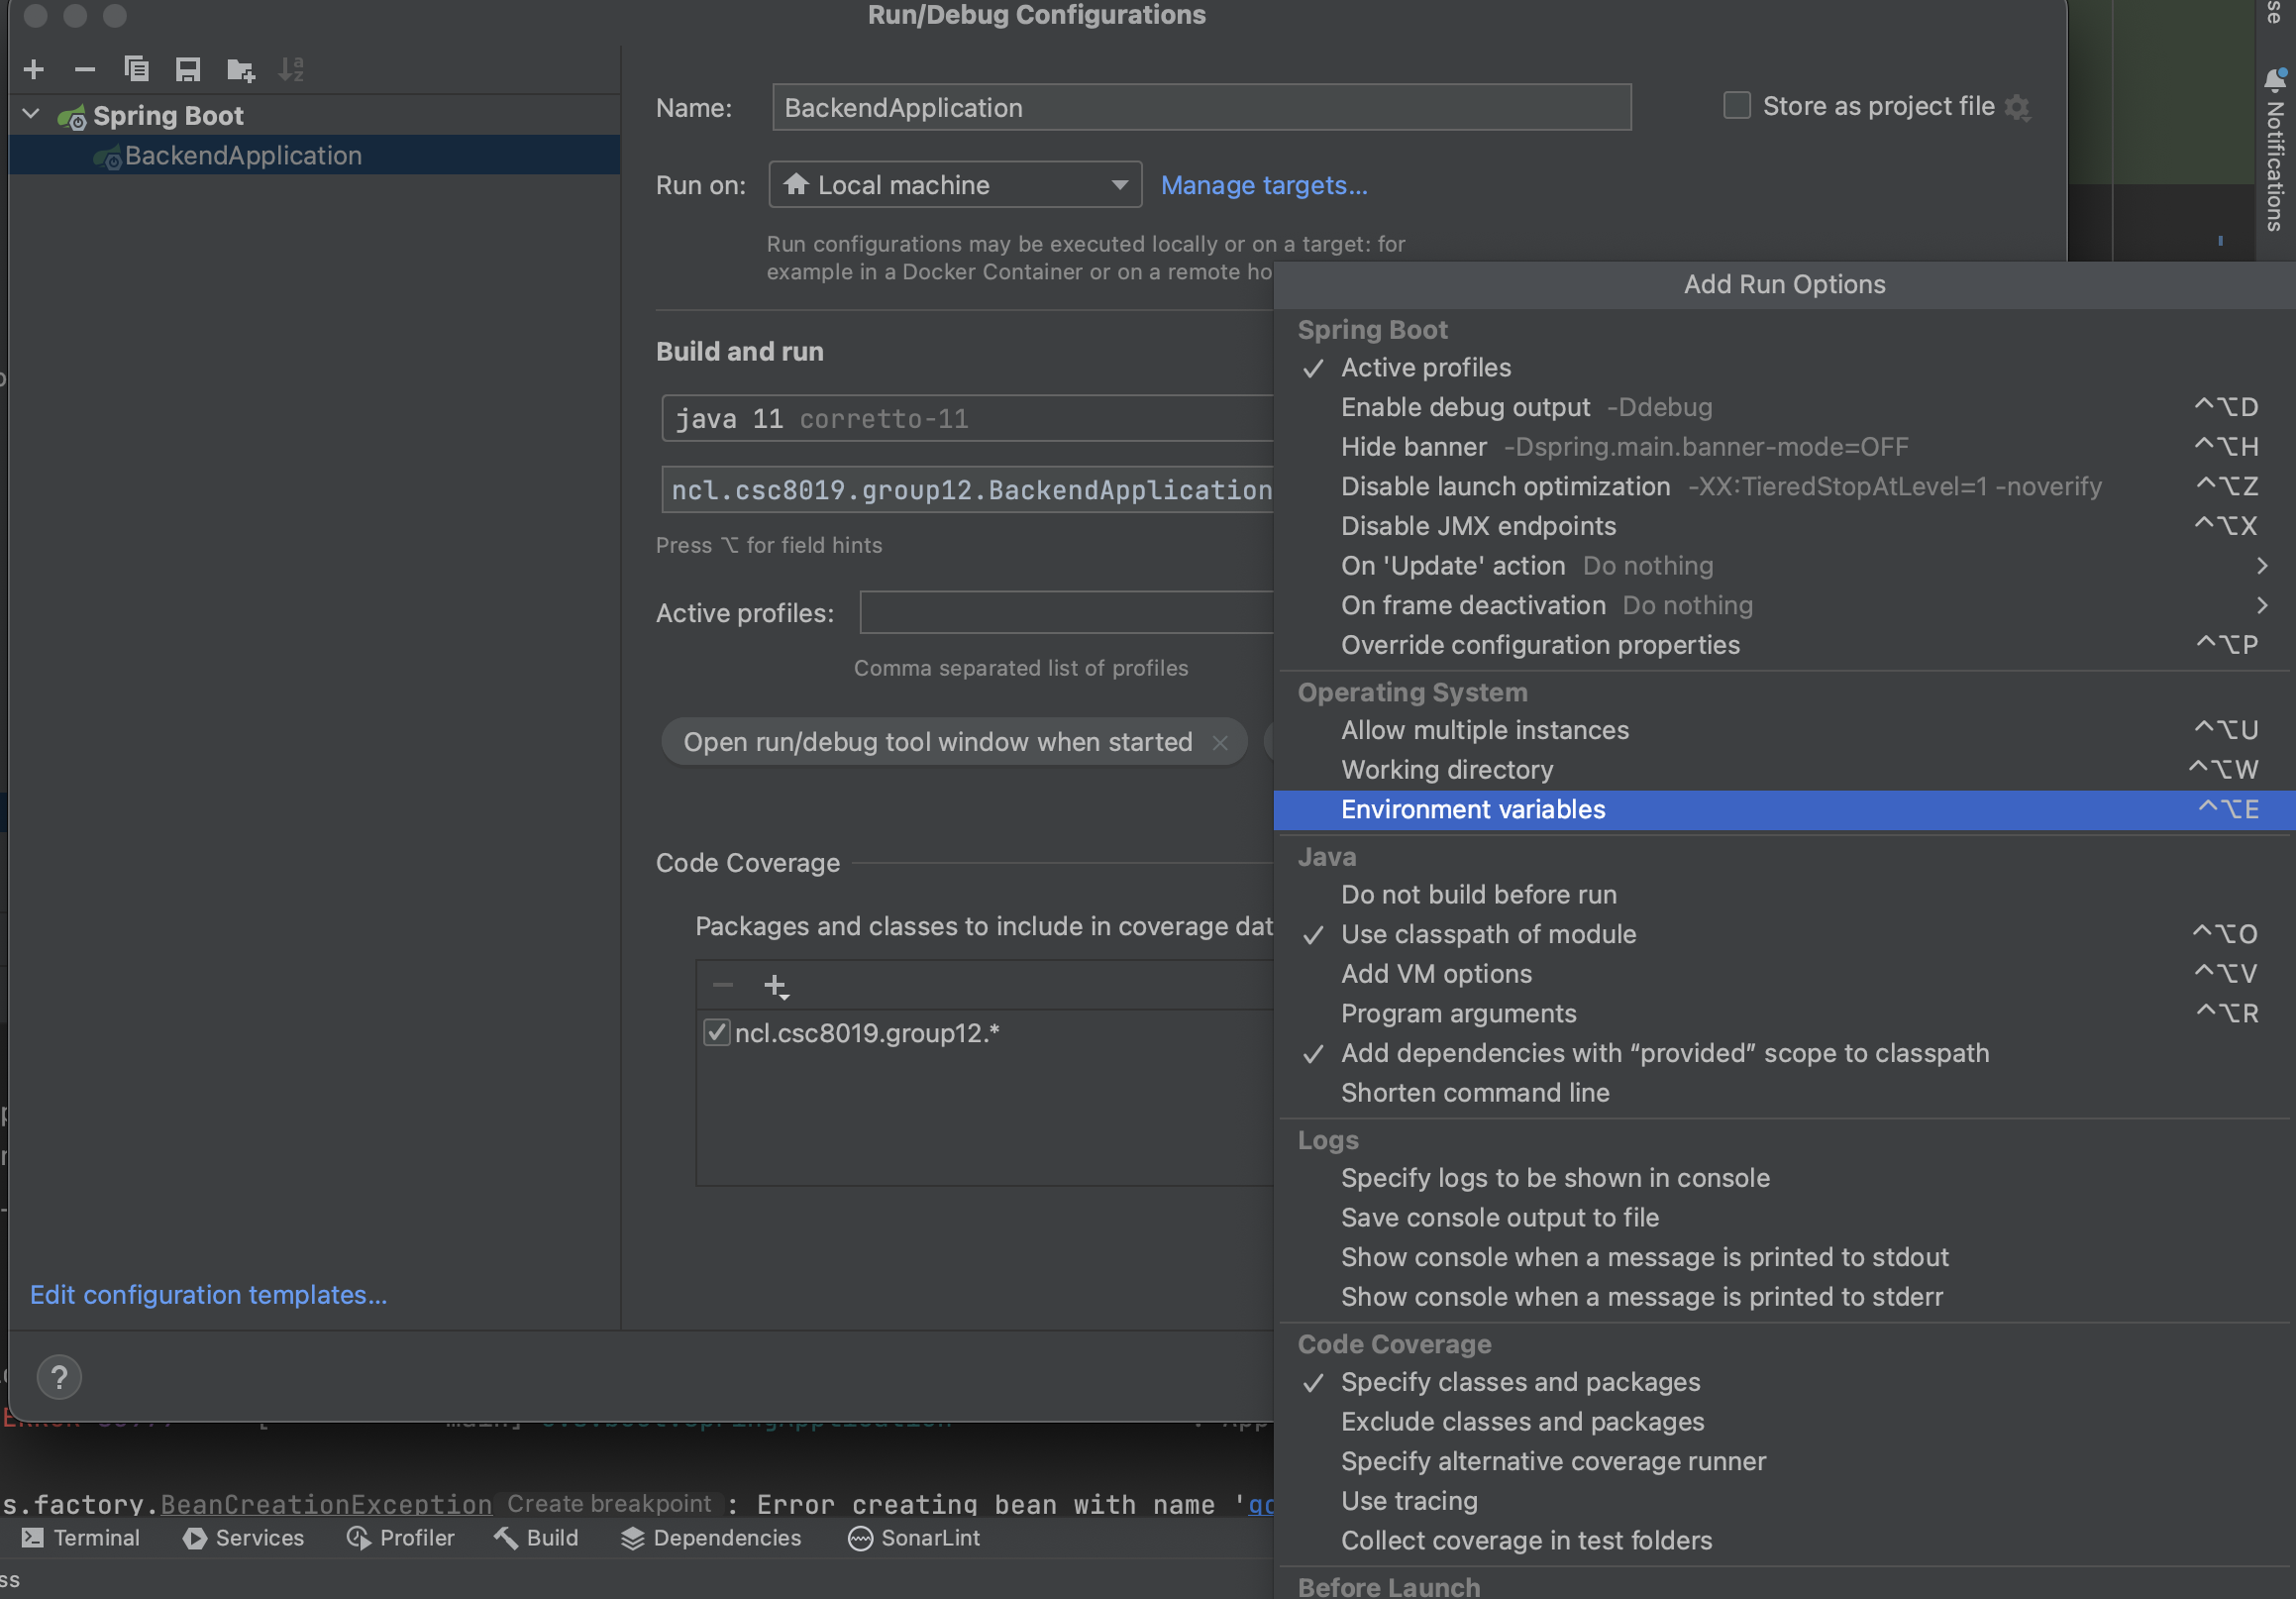 Run/Debug Configurations
Spring Boot
BackendApplication
Edit configuration templates...
Name: BackendApplication
Store as project file
Run on: Local machine Manage targets...
Run configurations may be executed locally or on a target: for
example in a Docker Container or on a remote
Build and run
java 11 corretto-11
ncl.csc8019.group12.BackendApplication
Press ⌥ for field hints
Active profiles:
Comma separated list of profiles
Open run/debug tool window when started
Code Coverage
Packages and classes to include in coverage
ncl.csc8019.group12.*
Add Run Options
Spring Boot
Active profiles
Enable debug output -Ddebug ⌃⌥D
Hide banner -Dspring.main.banner-mode=OFF ⌃⌥H
Disable launch optimization -XX:TieredStopAtLevel=1 -noverify ⌃⌥Z
Disable JMX endpoints ⌃⌥X
On 'Update' action Do nothing
On frame deactivation Do nothing
Override configuration properties ⌃⌥P
Operating System
Allow multiple instances ⌃⌥U
Working directory ⌃⌥W
Environment variables ⌃⌥E
Java
Do not build before run
Use classpath of module ⌃⌥O
Add VM options ⌃⌥V
Program arguments ⌃⌥R
Add dependencies with “provided” scope to classpath
Shorten command line
Logs
Specify logs to be shown in console
Save console output to file
Show console when a message is printed to stdout
Show console when a message is printed to stderr
Code Coverage
Specify classes and packages
Exclude classes and packages
Specify alternative coverage runner
Use tracing
Collect coverage in test folders
Before Launch
Notifications
s.factory.BeanCreationException Create breakpoint : Error creating bean with name '
Terminal Services Profiler Build Dependencies SonarLint